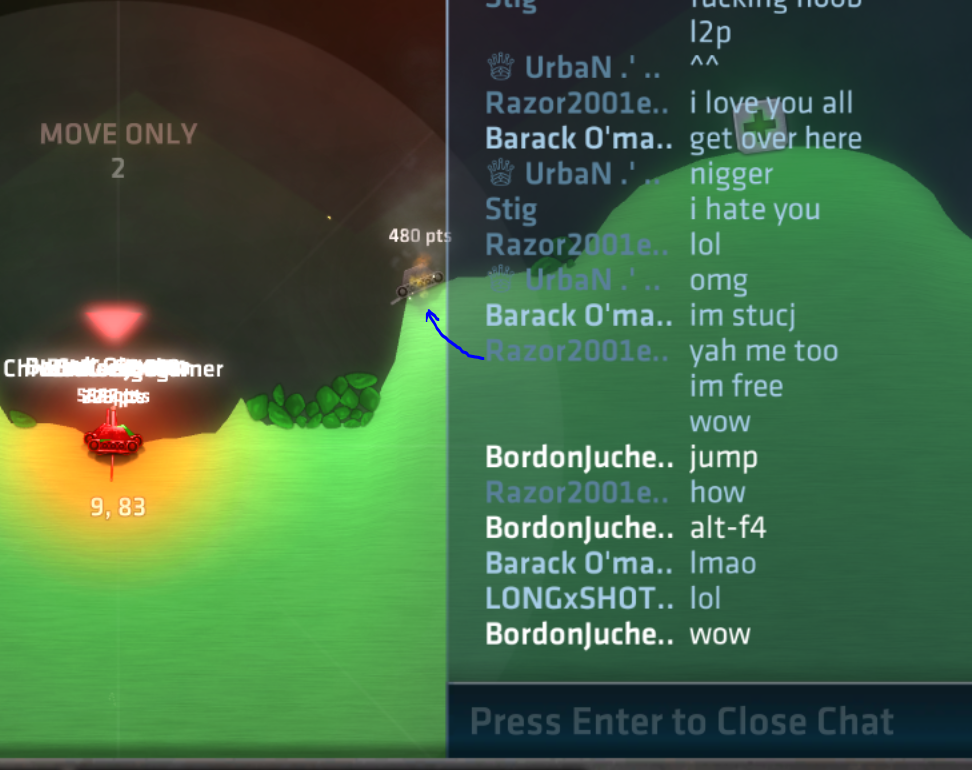 Stig fucking noob
l2p
UrbaN .' .. ^^
Razor2001e.. i love you all
Barack O'ma.. get over here
UrbaN .' .. nigger
Stig i hate you
Razor2001e.. lol
UrbaN .' .. omg
Barack O'ma.. im stucj
Razor2001e.. yah me too
im free
wow
BordonJuche.. jump
Razor2001e.. how
BordonJuche.. alt-f4
Barack O'ma.. lmao
LONGxSHOT.. lol
BordonJuche.. wow
Press Enter to Close Chat
MOVE ONLY
2
480 pts
9, 83